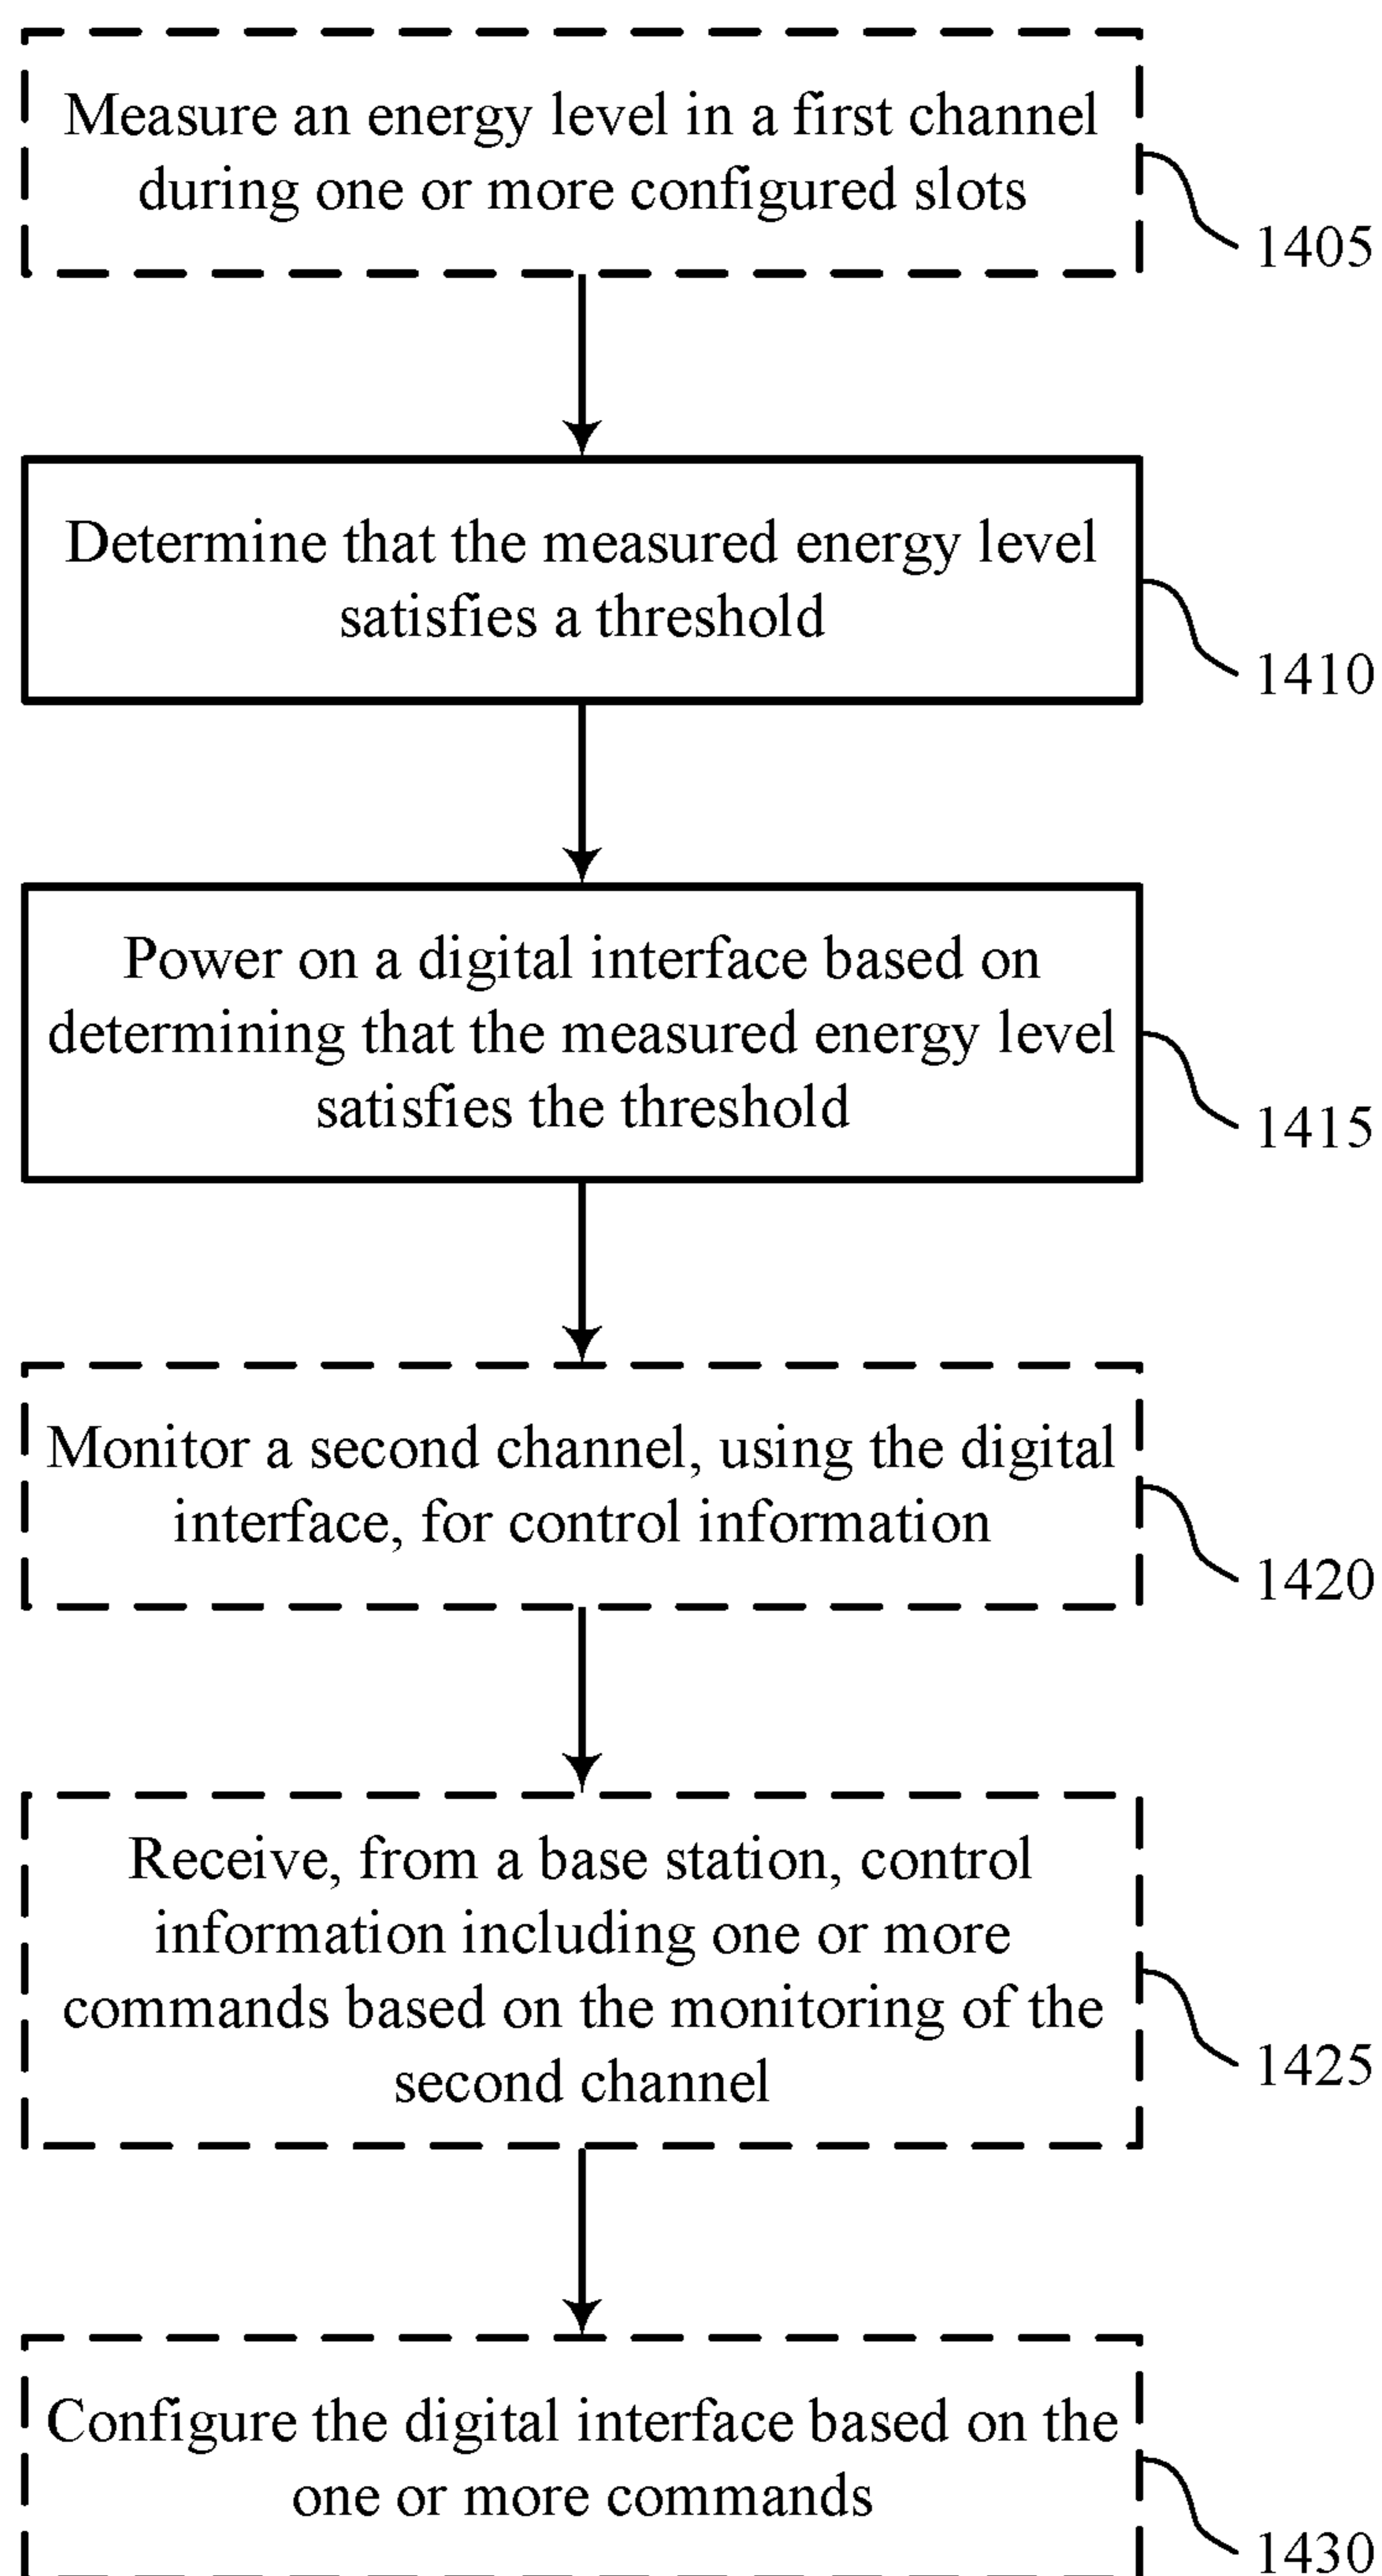 Measure an energy level in a first channel
during one or more configured slots
1405
Determine that the measured energy level
satisfies a threshold
1410
Power on a digital interface based on
determining that the measured energy level
satisfies the threshold
1415
Monitor a second channel, using the digital
interface, for control information
1420
Receive, from a base station, control
information including one or more
commands based on the monitoring of the
second channel
1425
Configure the digital interface based on the
one or more commands
1430